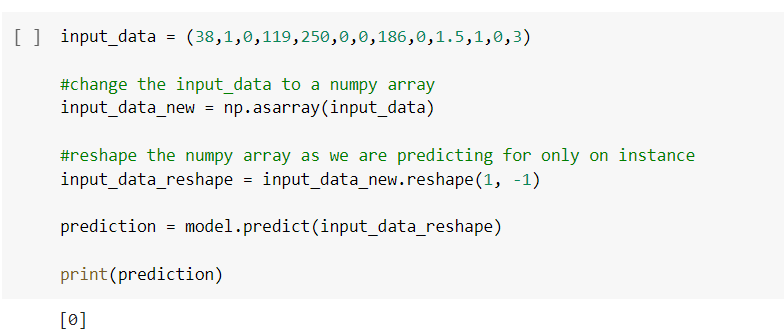 [ ] input_data = (38,1,0,119,250,0,0,186,0,1.5,1,0,3)
#change the input_data to a numpy array
input_data_new = np.asarray(input_data)
#reshape the numpy array as we are predicting for only on instance
input_data_reshape = input_data_new.reshape(1, -1)
prediction = model.predict(input_data_reshape)
print(prediction)
[0]